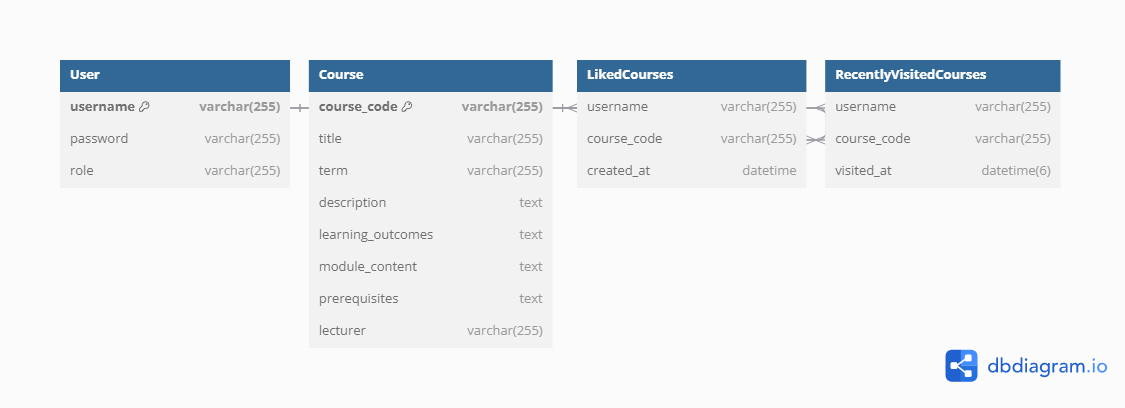 User
username varchar(255)
password varchar(255)
role varchar(255)
Course
course_code varchar(255)
title varchar(255)
term varchar(255)
description text
learning_outcomes text
module_content text
prerequisites text
lecturer varchar(255)
LikedCourses
username varchar(255)
course_code varchar(255)
created_at datetime
RecentlyVisitedCourses
username varchar(255)
course_code varchar(255)
visited_at datetime(6)
dbdiagram.io